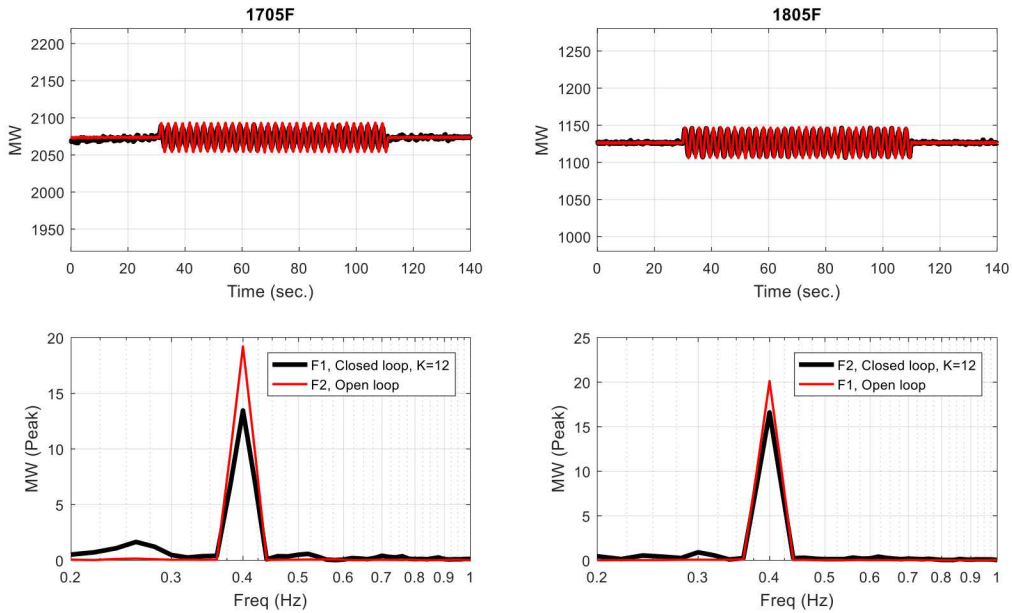 1705F
2200
2150
2100
2050
2000
1950
MW
0 20 40 60 80 100 120 140
Time (sec.)
1805F
1250
1200
1150
1100
1050
1000
MW
0 20 40 60 80 100 120 140
Time (sec.)
20
15
10
5
0
MW (Peak)
F1, Closed loop, K=12
F2, Open loop
0.2 0.3 0.4 0.5 0.6 0.7 0.8 0.9 1
Freq (Hz)
25
20
15
10
5
0
MW (Peak)
F2, Closed loop, K=12
F1, Open loop
0.2 0.3 0.4 0.5 0.6 0.7 0.8 0.9 1
Freq (Hz)